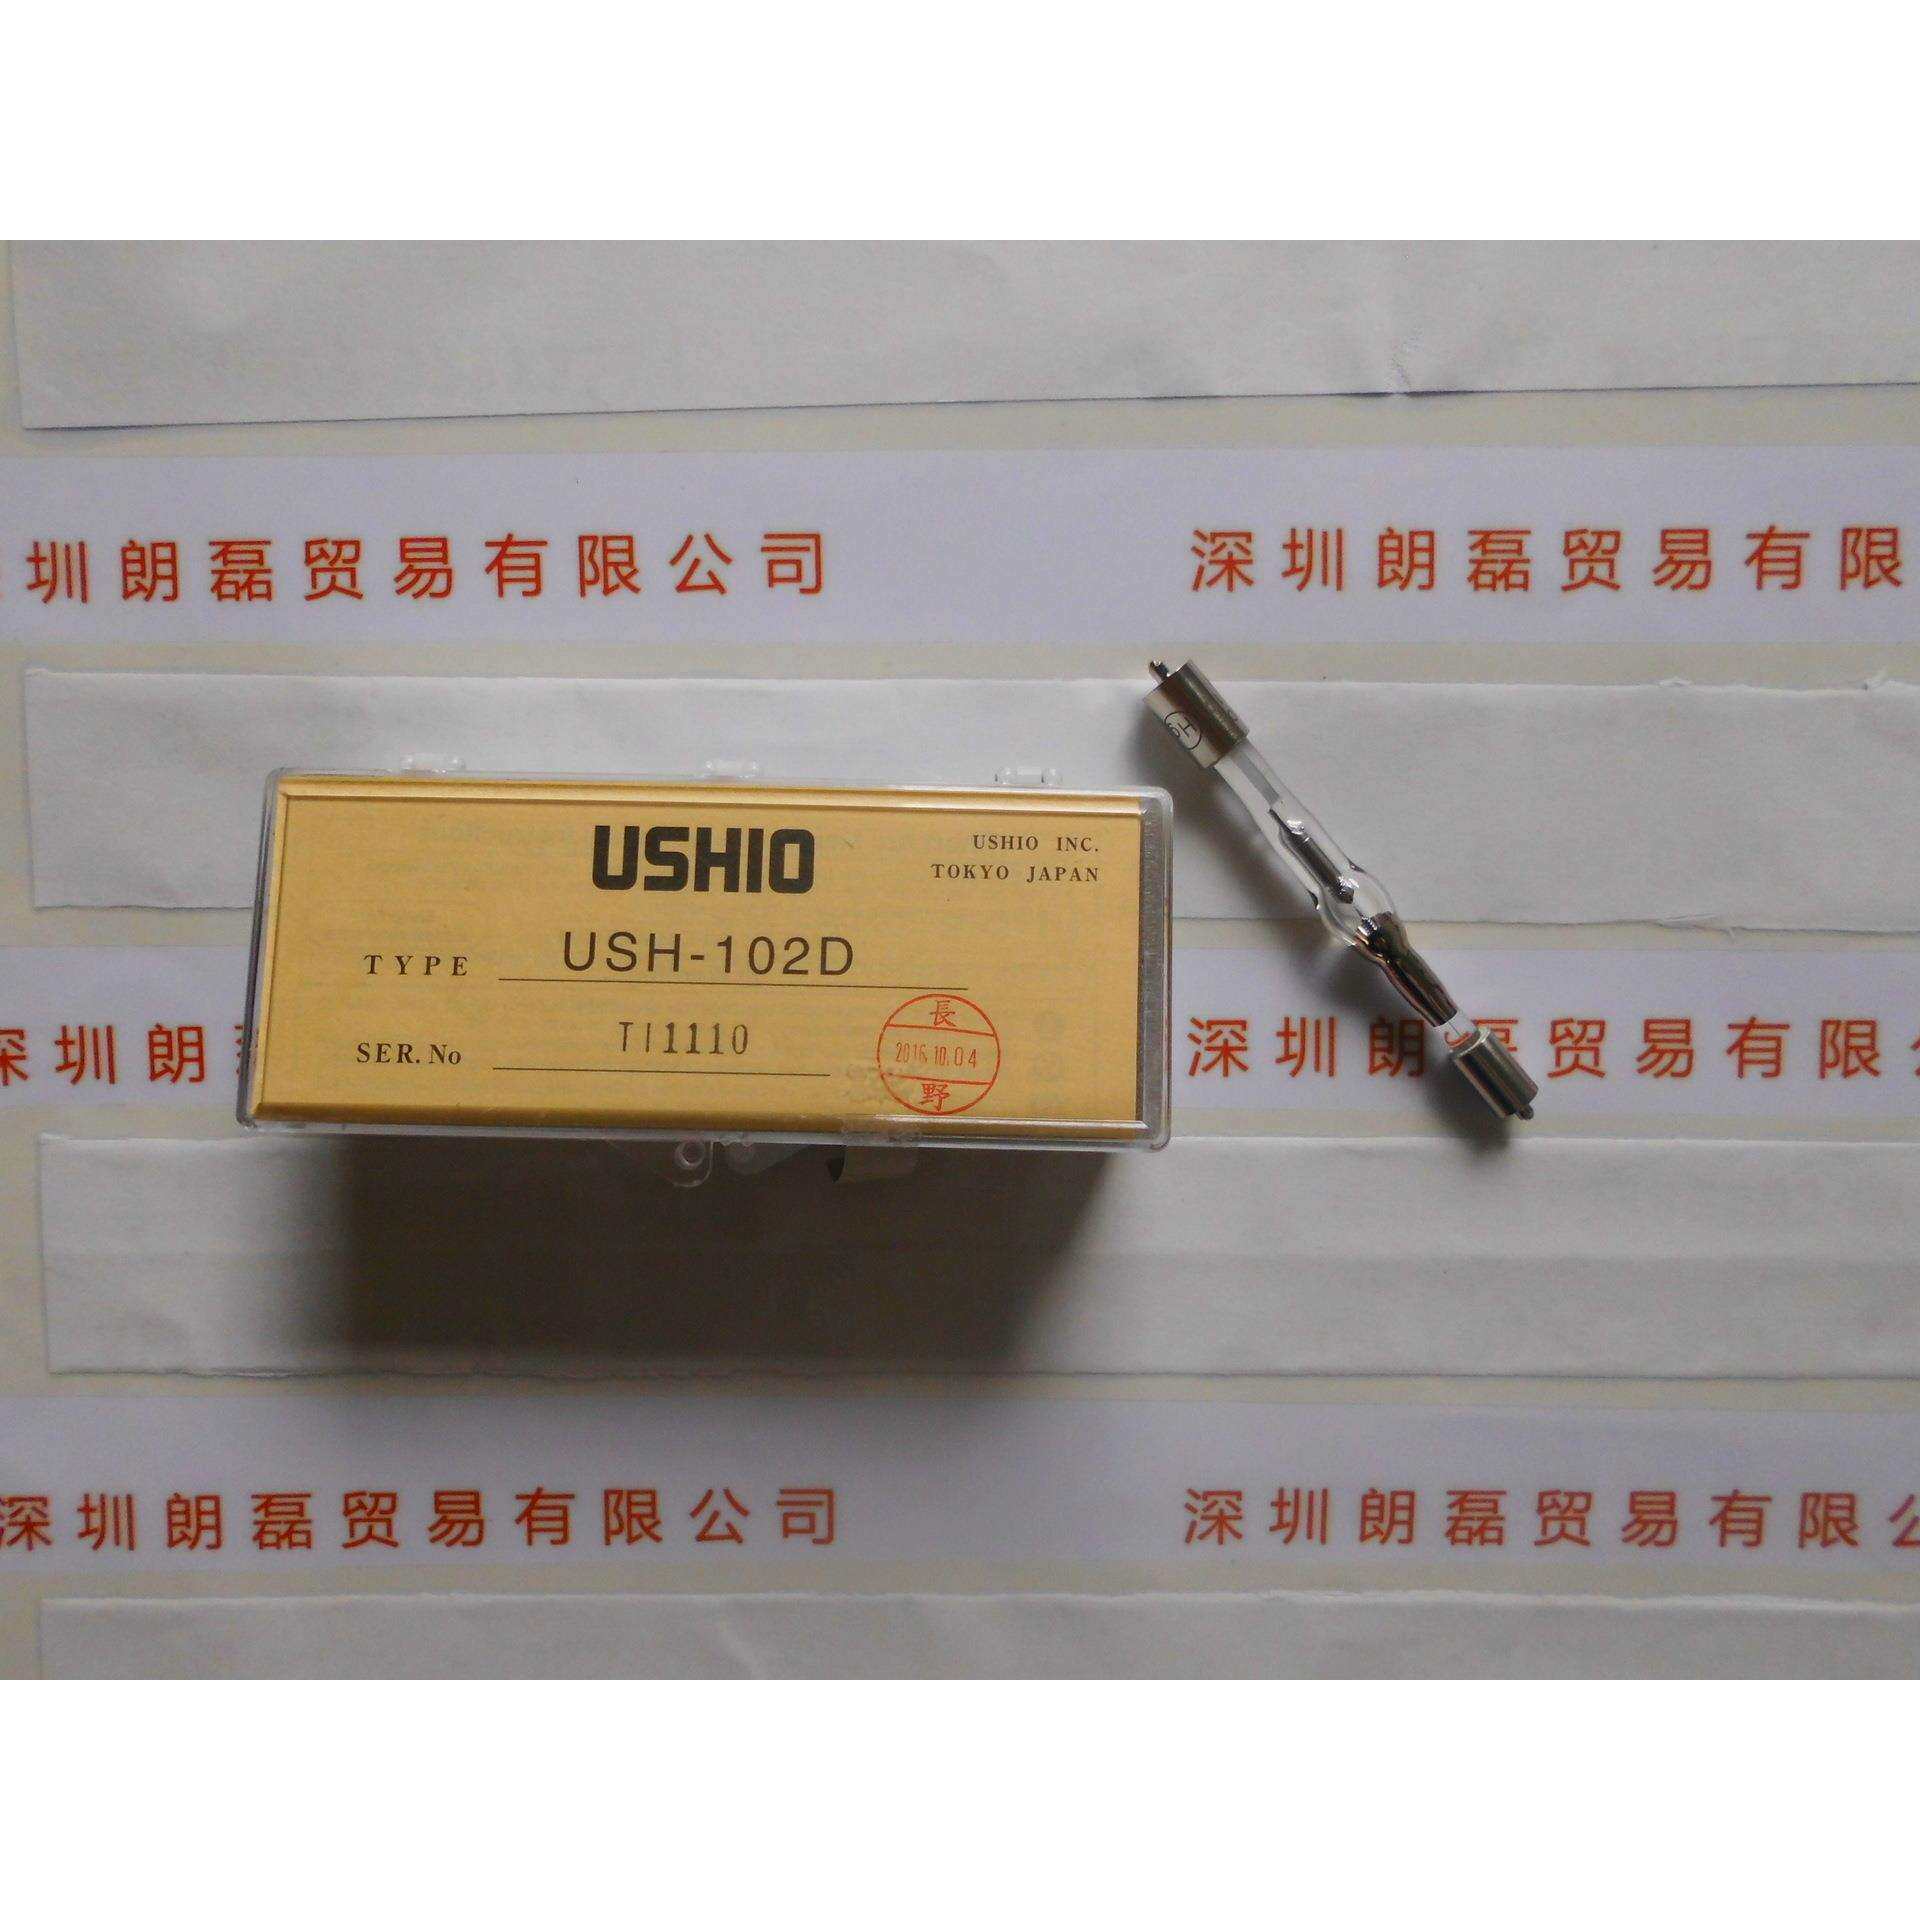 圳朗磊贸易有限公司
深圳朗磊贸易有限
USHIO
USHIO INC.
TOKYO JAPAN
TYPE USH-102D
SER. No T11110
長
2016.10.04
野
深圳朗
深圳朗磊贸易有
深圳朗磊贸易有限公司
深圳朗磊贸易有限公